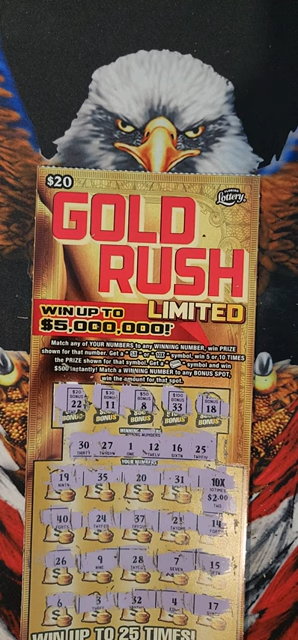 $20
FLORIDA
Lottery
GOLD
RUSH
LIMITED
WIN UP TO
$5,000,000!
Match any of YOUR NUMBERS to any WINNING NUMBER, win PRIZE
shown for that number. Get a "5X" or "10X" symbol, win 5 or 10 TIMES
the PRIZE shown for that symbol. Get a symbol and win
$500 instantly! Match a WINNING NUMBER to any BONUS SPOT,
win the amount for that spot.
22 11 8 33 18
BONUS BONUS BONUS BONUS BONUS
WINNING NUMBERS
30 27 1 12 16 25
YOUR NUMBERS
19 35 20 31 10X
$2.00
40 24 37 21 14
26 9 28 7 15
6 3 32 4 17
WIN UP TO 25 TIMES!